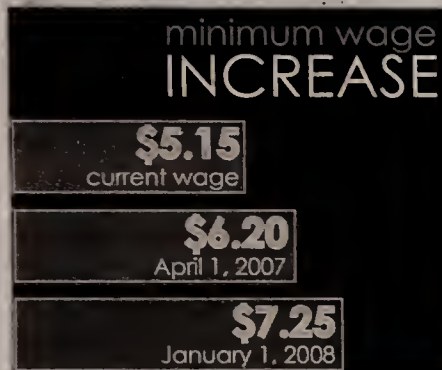 minimum wage
INCREASE
$5.15
current wage
$6.20
April 1, 2007
$7.25
January 1, 2008